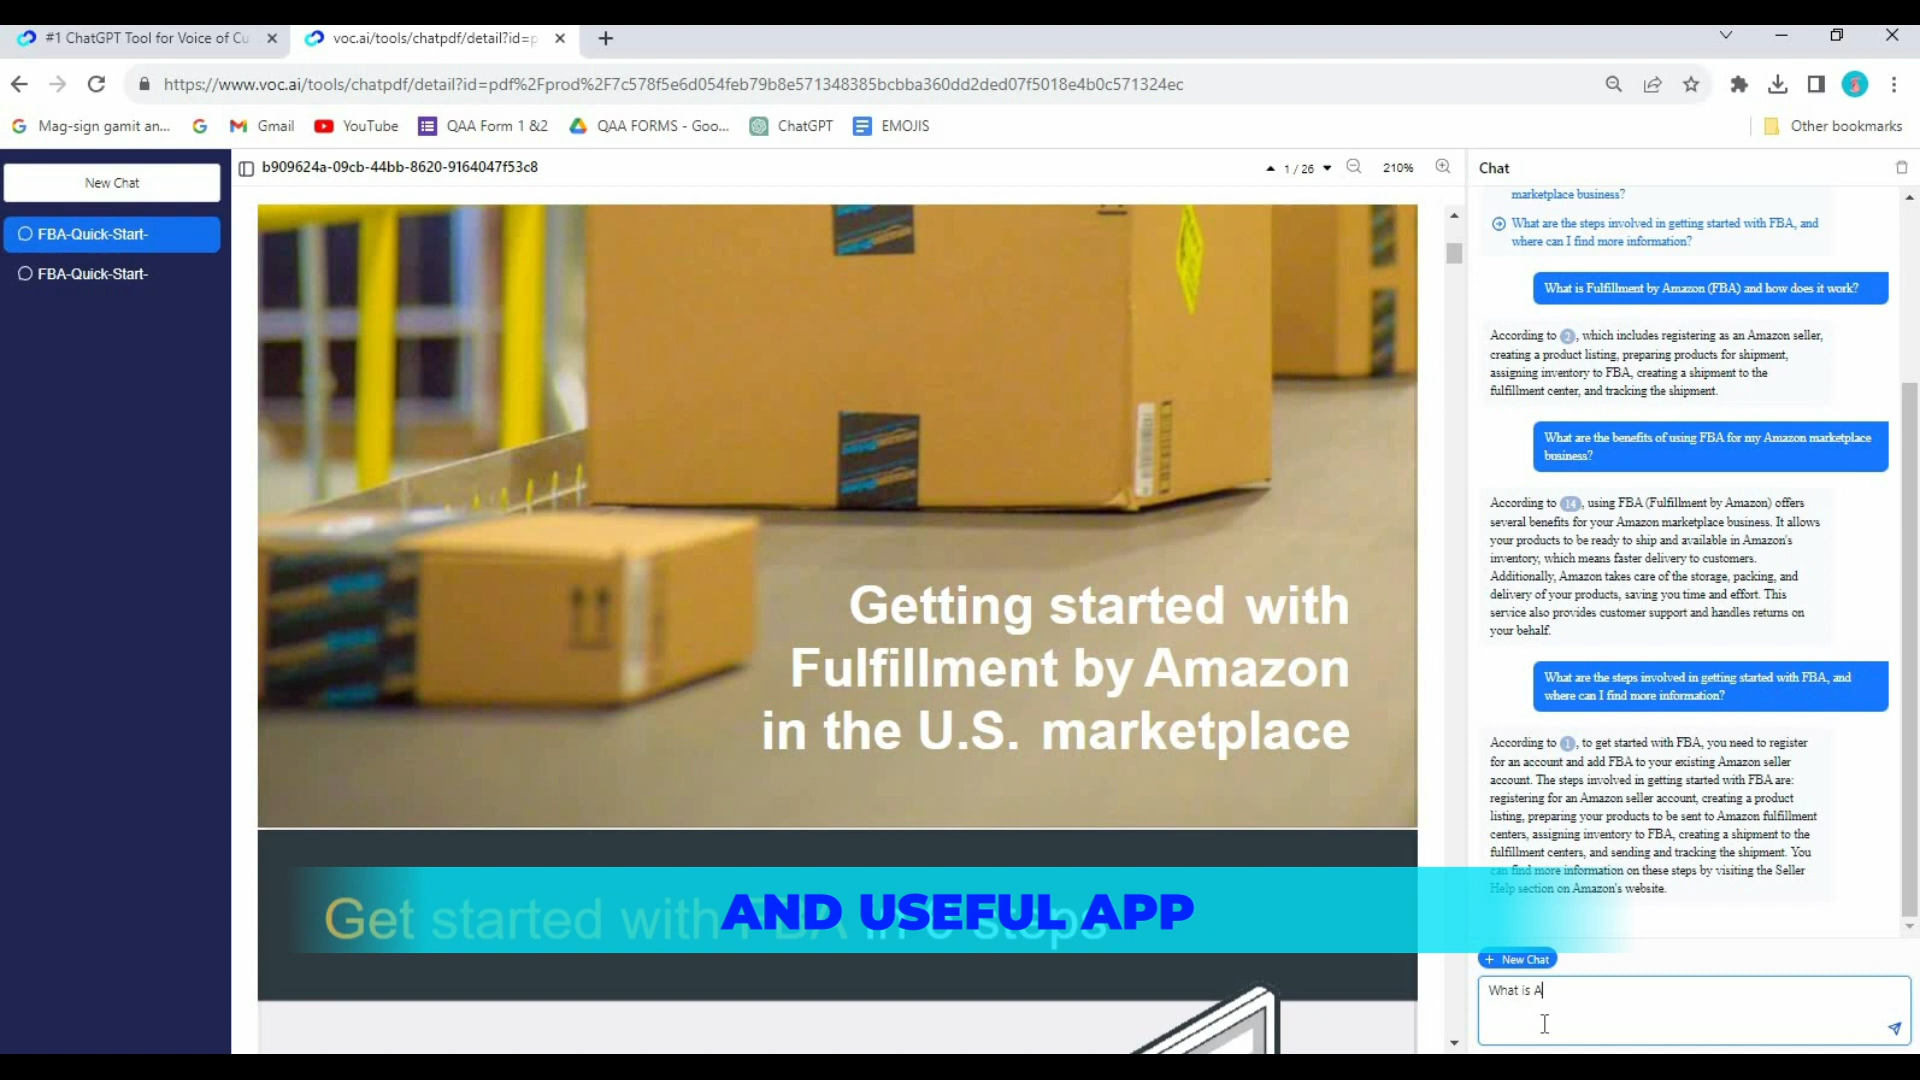 #1 ChatGPT Tool for Voice of Cu
voc.ai/tools/chatpdf/detail?id=p
https://www.voc.ai/tools/chatpdf/detail?id=pdf%2Fprod%2F7c578f5e6d054feb79b8e571348385bcbba360dd2ded07f5018e4b0c571324ec
Mag-sign gamit an...
Gmail
YouTube
QAA Form 1 &2
QAA FORMS - Goo...
ChatGPT
EMOJIS
Other bookmarks
New Chat
FBA-Quick-Start-
FBA-Quick-Start-
b909624a-09cb-44bb-8620-9164047f53c8
1 / 26
210%
Getting started with
Fulfillment by Amazon
in the U.S. marketplace
Get started with FBA in 6 steps
AND USEFUL APP
Chat
marketplace business?
What are the steps involved in getting started with FBA, and
where can I find more information?
What is Fulfillment by Amazon (FBA) and how does it work?
According to 2, which includes registering as an Amazon seller,
creating a product listing, preparing products for shipment,
assigning inventory to FBA, creating a shipment to the
fulfillment center, and tracking the shipment.
What are the benefits of using FBA for my Amazon marketplace
business?
According to 14, using FBA (Fulfillment by Amazon) offers
several benefits for your Amazon marketplace business. It allows
your products to be ready to ship and available in Amazon's
inventory, which means faster delivery to customers.
Additionally, Amazon takes care of the storage, packing, and
delivery of your products, saving you time and effort. This
service also provides customer support and handles returns on
your behalf.
What are the steps involved in getting started with FBA, and
where can I find more information?
According to 1, to get started with FBA, you need to register
for an account and add FBA to your existing Amazon seller
account. The steps involved in getting started with FBA are:
registering for an Amazon seller account, creating a product
listing, preparing your products to be sent to Amazon fulfillment
centers, assigning inventory to FBA, creating a shipment to the
fulfillment centers, and sending and tracking the shipment. You
can find more information on these steps by visiting the Seller
Help section on Amazon's website.
+ New Chat
What is A